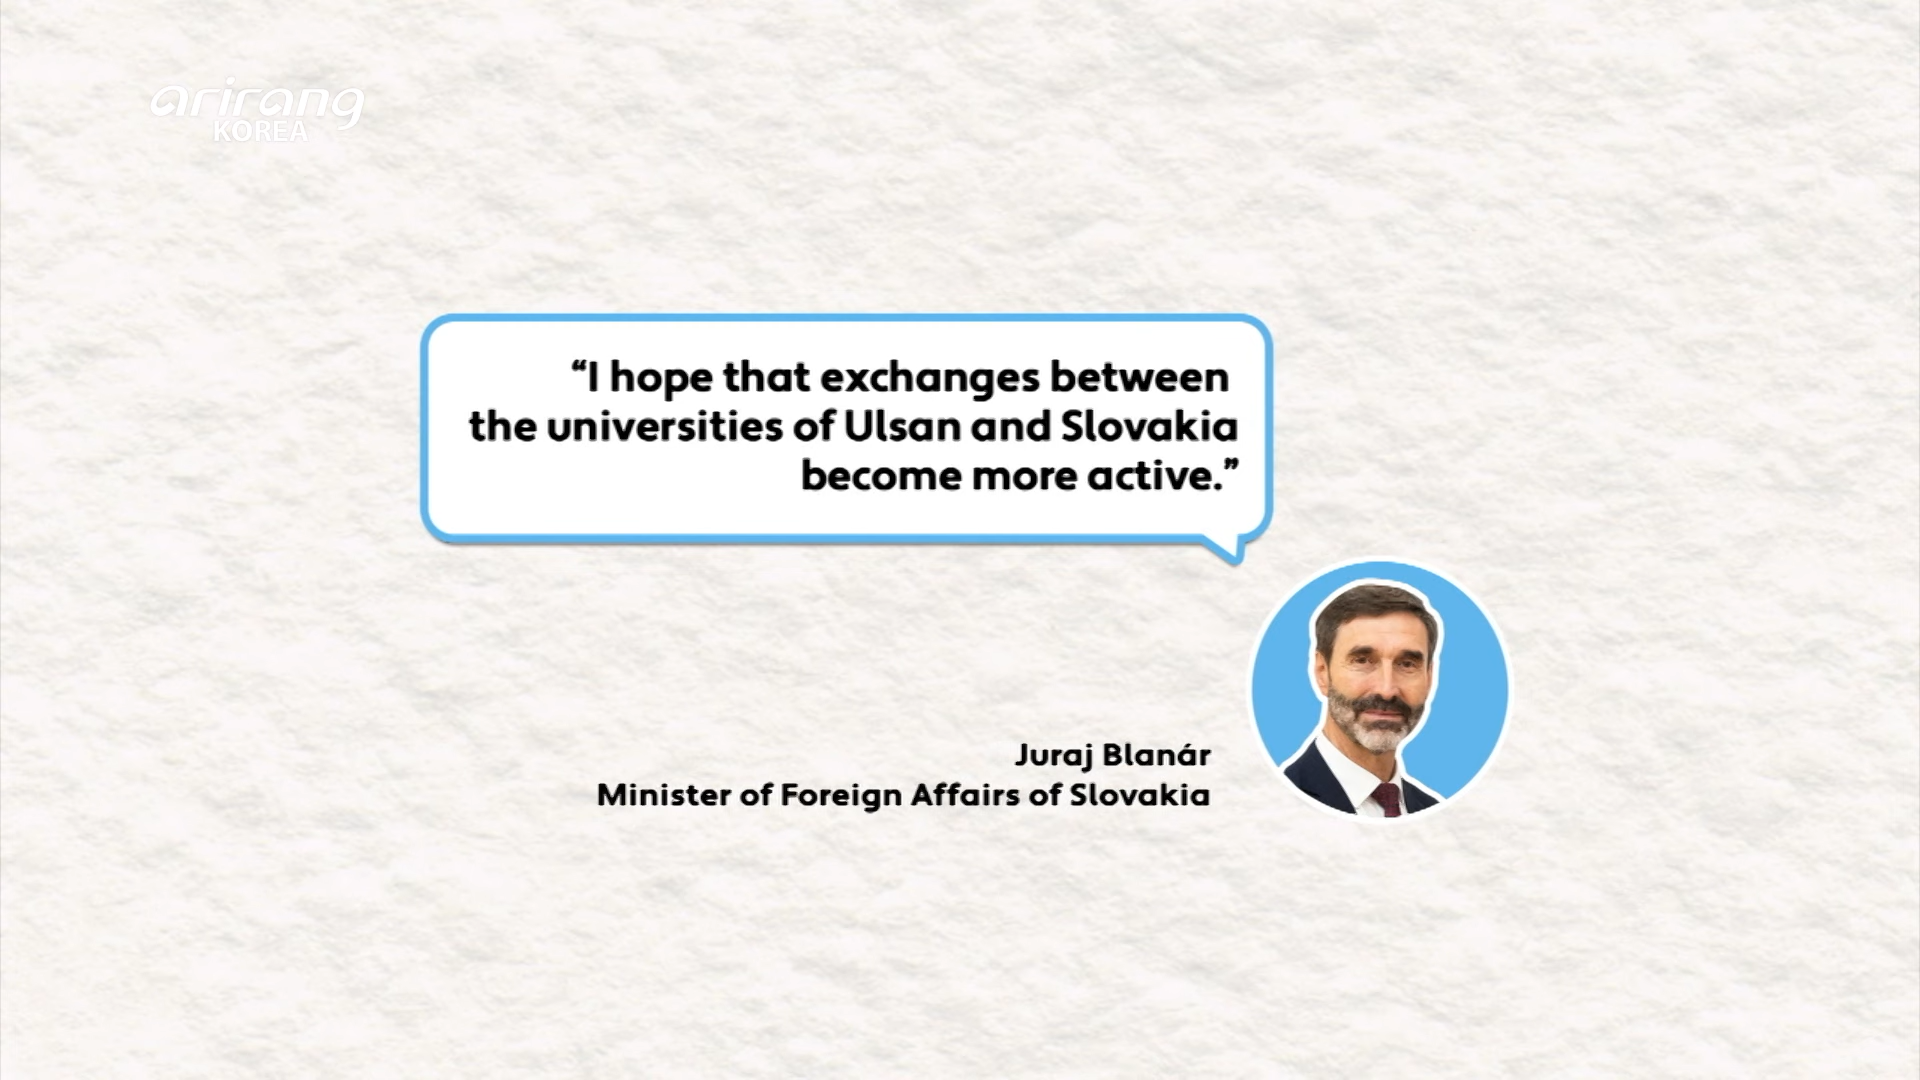 arirang
KOREA
“I hope that exchanges between
the universities of Ulsan and Slovakia
become more active.”
Juraj Blanár
Minister of Foreign Affairs of Slovakia